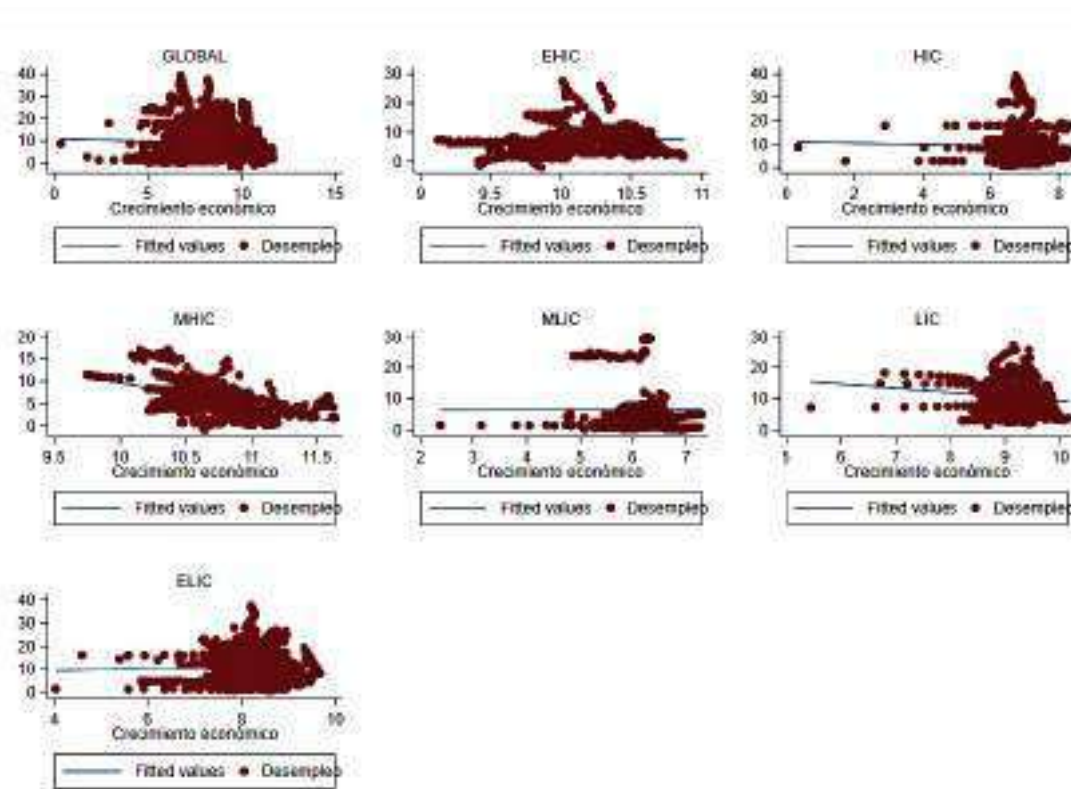 GLOBAL
40
30
20
10
0
0 5 10 15
Crecimiento económico
Fitted values Desempleo
EHIC
30
20
10
0
9 9.5 10 10.5 11
Crecimiento económico
Fitted values Desempleo
HIC
40
30
20
10
0
0 2 4 6 8
Crecimiento económico
Fitted values Desempleo
MHIC
20
15
10
5
0
9.5 10 10.5 11 11.5
Crecimiento económico
Fitted values Desempleo
MLIC
30
20
10
0
2 3 4 5 6 7
Crecimiento económico
Fitted values Desempleo
LIC
30
20
10
0
5 6 7 8 9 10
Crecimiento económico
Fitted values Desempleo
ELIC
40
30
20
10
0
4 6 8 10
Crecimiento económico
Fitted values Desempleo